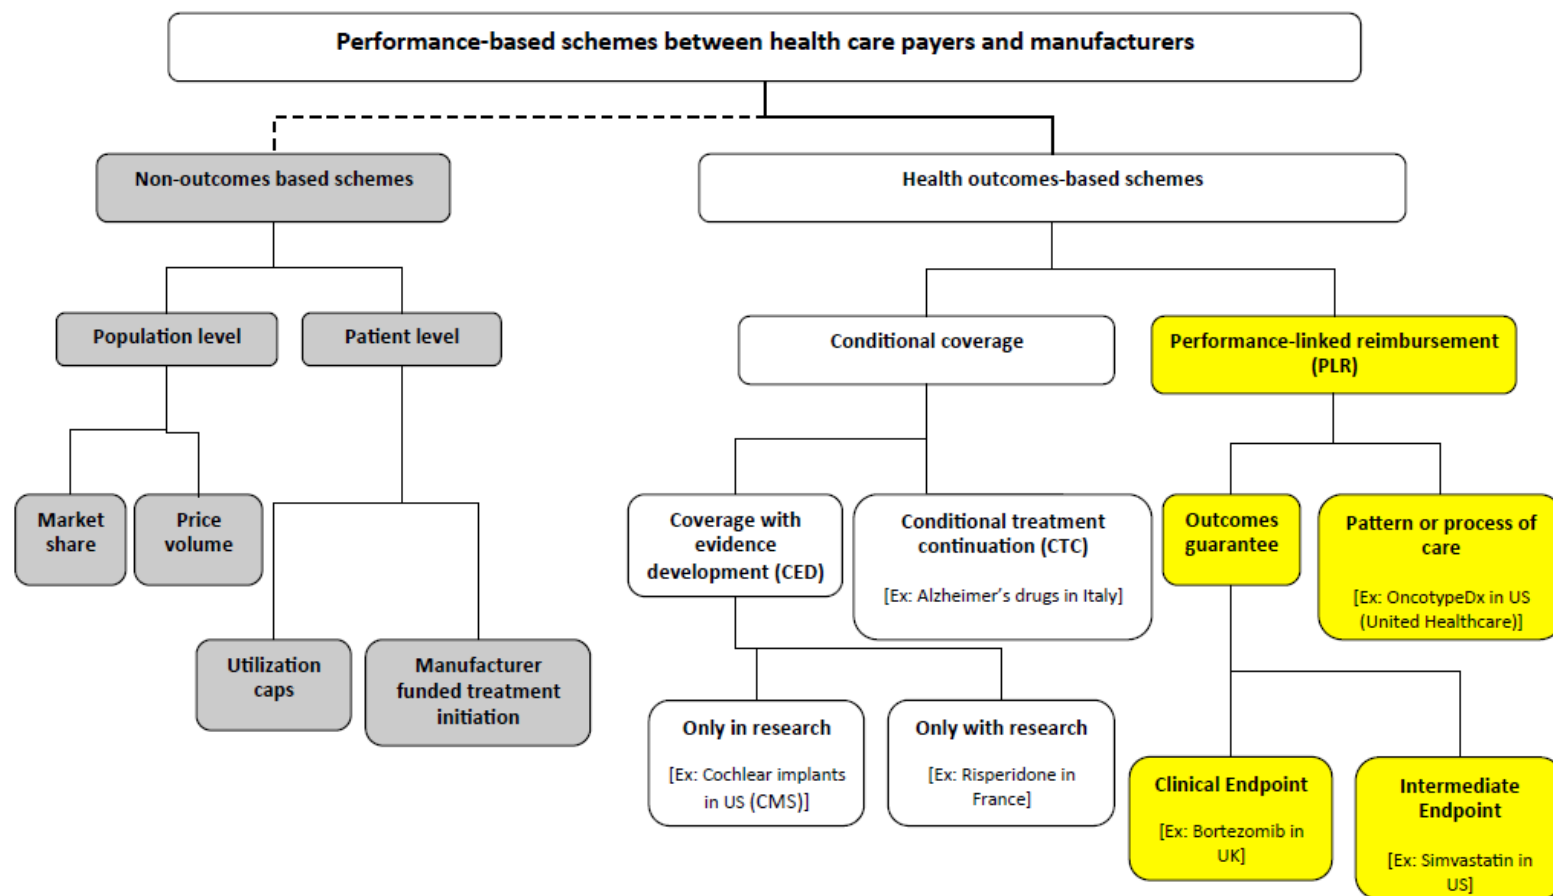 Performance-based schemes between health care payers and manufacturers
Non-outcomes based schemes
Health outcomes-based schemes
Population level
Patient level
Conditional coverage
Performance-linked reimbursement
(PLR)
Market
share
Price
volume
Coverage with
evidence
development (CED)
Conditional treatment
continuation (CTC)
[Ex: Alzheimer's drugs in Italy]
Outcomes
guarantee
Pattern or process of
care
[Ex: OncotypeDx in US
(United Healthcare)]
Utilization
caps
Manufacturer
funded treatment
initiation
Only in research
[Ex: Cochlear implants
in US (CMS)]
Only with research
[Ex: Risperidone in
France]
Clinical Endpoint
[Ex: Bortezomib in
UK]
Intermediate
Endpoint
[Ex: Simvastatin in
US]